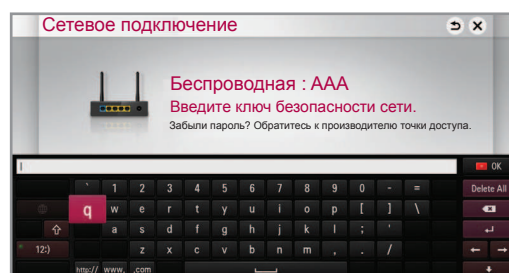 Сетевое подключение
Беспроводная : AAA
Введите ключ безопасности сети.
Забыли пароль? Обратитесь к производителю точки доступа.
OK
` 1 2 3 4 5 6 7 8 9 0 - = Delete All
q w e r t y u i o p [ ] \
a s d f g h j k l ; '
12:) z x c v b n m , . /
http:// www. .com